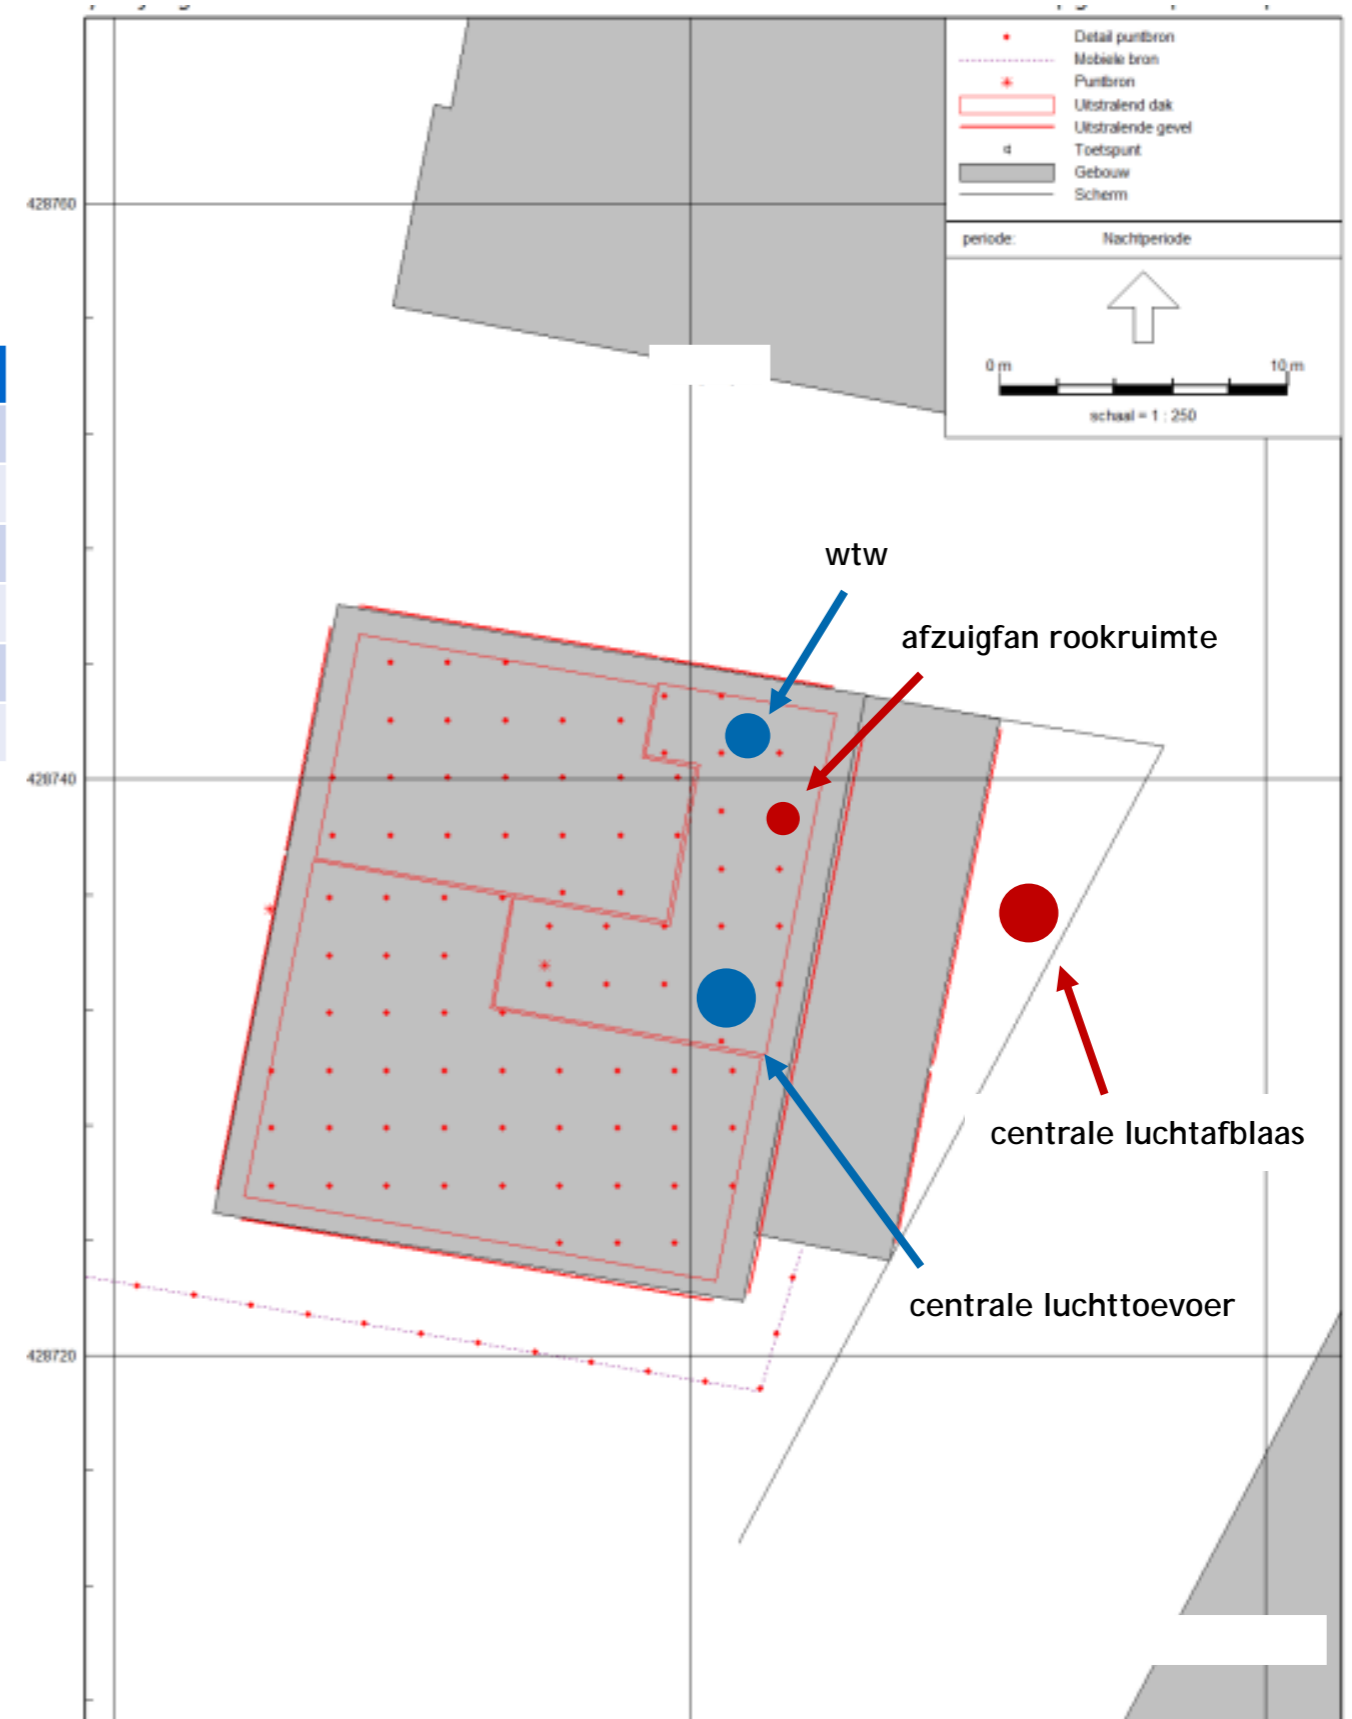 Detail puntbron
Mobiele bron
Puntbron
Uitstralend dak
Uitstralende gevel
Toetspunt
Gebouw
Scherm
428760
periode: Nachtperiode
0 m 10 m
schaal = 1 : 250
wtw
afzuigfan rookruimte
428740
centrale luchtafblaas
centrale luchttoevoer
428720